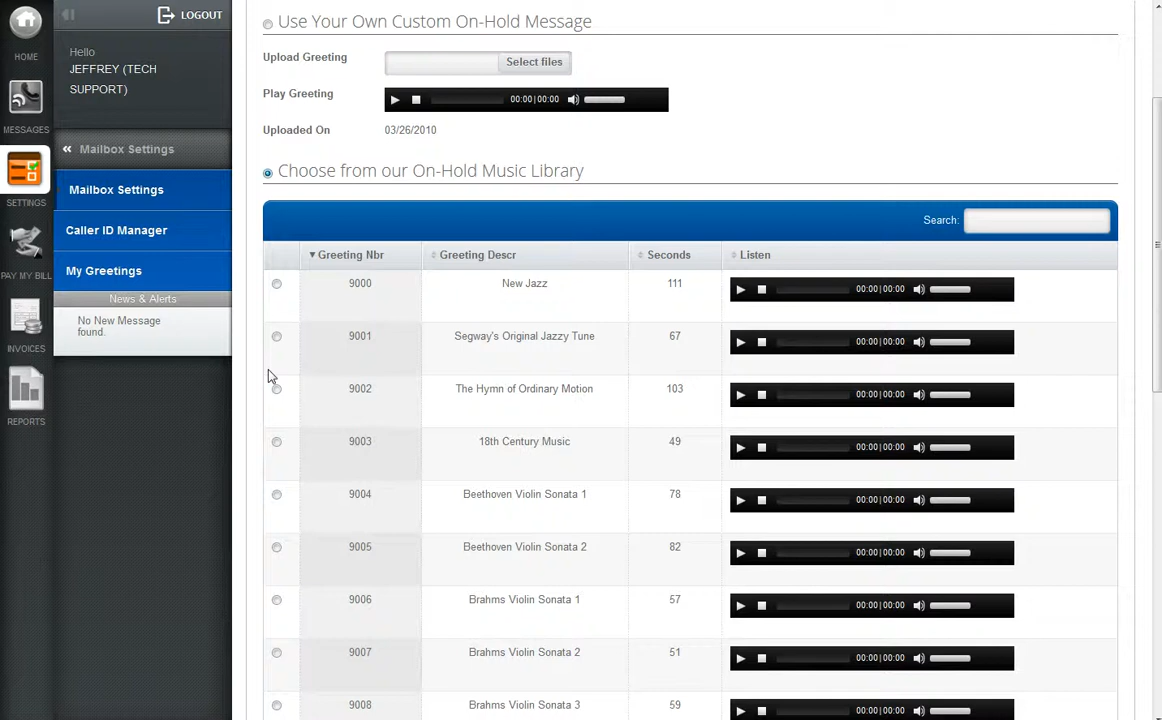 HOME
MESSAGES
SETTINGS
PAY MY BILL
INVOICES
REPORTS
LOGOUT
Hello
JEFFREY (TECH
SUPPORT)
« Mailbox Settings
Mailbox Settings
Caller ID Manager
My Greetings
News & Alerts
No New Message
found.
Use Your Own Custom On-Hold Message
Upload Greeting Select files
Play Greeting 00:00|00:00
Uploaded On 03/26/2010
Choose from our On-Hold Music Library
Search:
Greeting Nbr Greeting Descr Seconds Listen
9000 New Jazz 111 00:00|00:00
9001 Segway's Original Jazzy Tune 67 00:00|00:00
9002 The Hymn of Ordinary Motion 103 00:00|00:00
9003 18th Century Music 49 00:00|00:00
9004 Beethoven Violin Sonata 1 78 00:00|00:00
9005 Beethoven Violin Sonata 2 82 00:00|00:00
9006 Brahms Violin Sonata 1 57 00:00|00:00
9007 Brahms Violin Sonata 2 51 00:00|00:00
9008 Brahms Violin Sonata 3 59 00:00|00:00